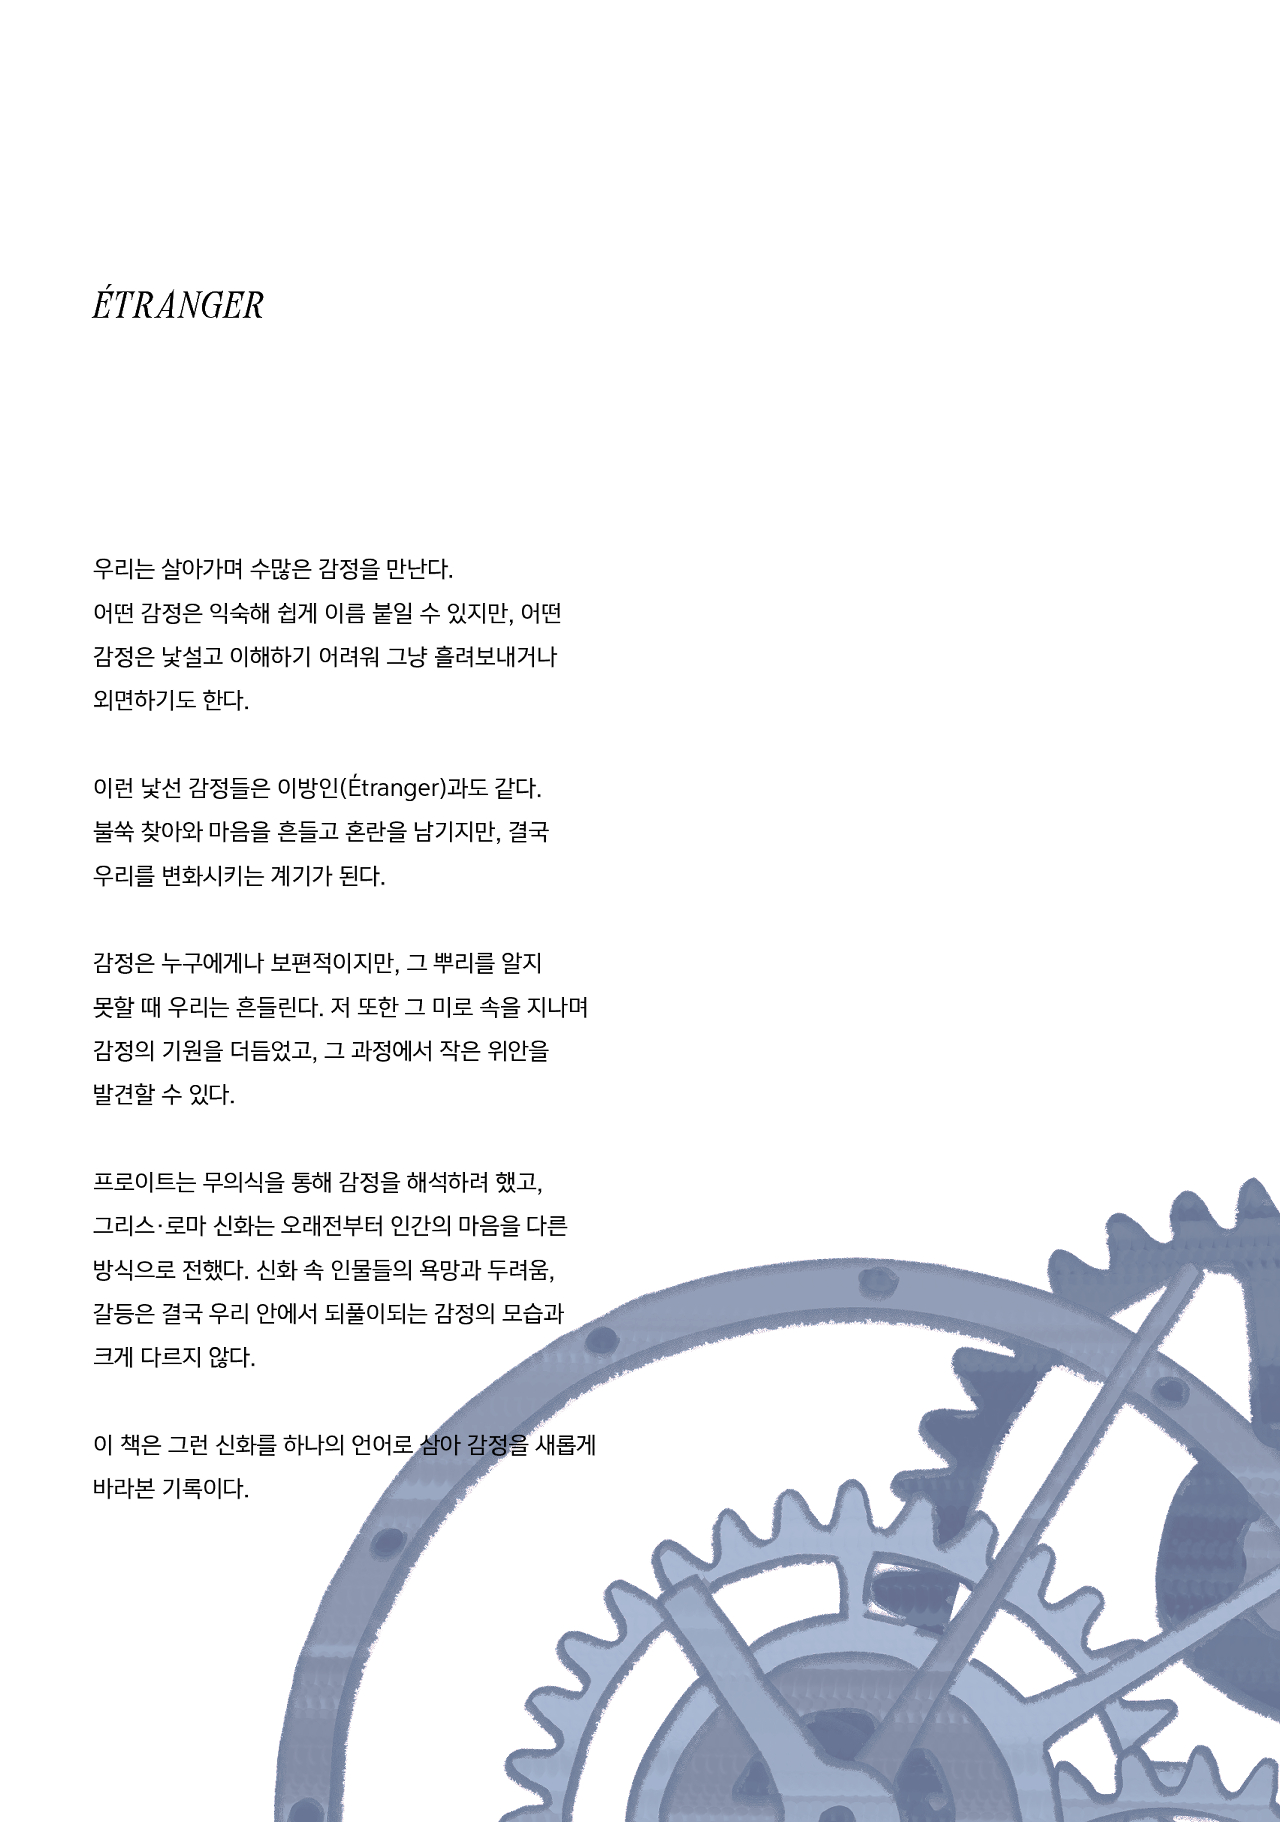 ÉTRANGER
우리는 살아가며 수많은 감정을 만난다.
어떤 감정은 익숙해 쉽게 이름 붙일 수 있지만, 어떤
감정은 낯설고 이해하기 어려워 그냥 흘려보내거나
외면하기도 한다.
이런 낯선 감정들은 이방인(Étranger)과도 같다.
불쑥 찾아와 마음을 흔들고 혼란을 남기지만, 결국
우리를 변화시키는 계기가 된다.
감정은 누구에게나 보편적이지만, 그 뿌리를 알지
못할 때 우리는 흔들린다. 저 또한 그 미로 속을 지나며
감정의 기원을 더듬었고, 그 과정에서 작은 위안을
발견할 수 있다.
프로이트는 무의식을 통해 감정을 해석하려 했고,
그리스·로마 신화는 오래전부터 인간의 마음을 다른
방식으로 전했다. 신화 속 인물들의 욕망과 두려움,
갈등은 결국 우리 안에서 되풀이되는 감정의 모습과
크게 다르지 않다.
이 책은 그런 신화를 하나의 언어로 삼아 감정을 새롭게
바라본 기록이다.